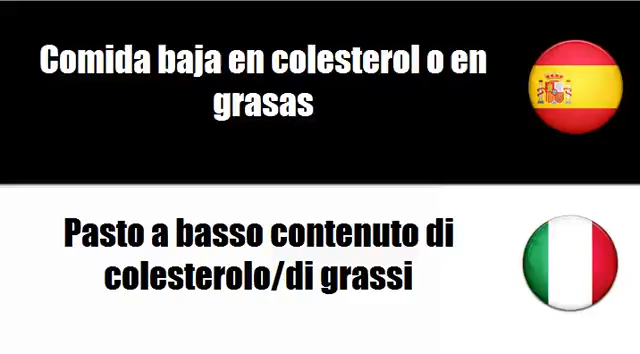 Comida baja en colesterol o en
grasas
Pasto a basso contenuto di
colesterolo/di grassi